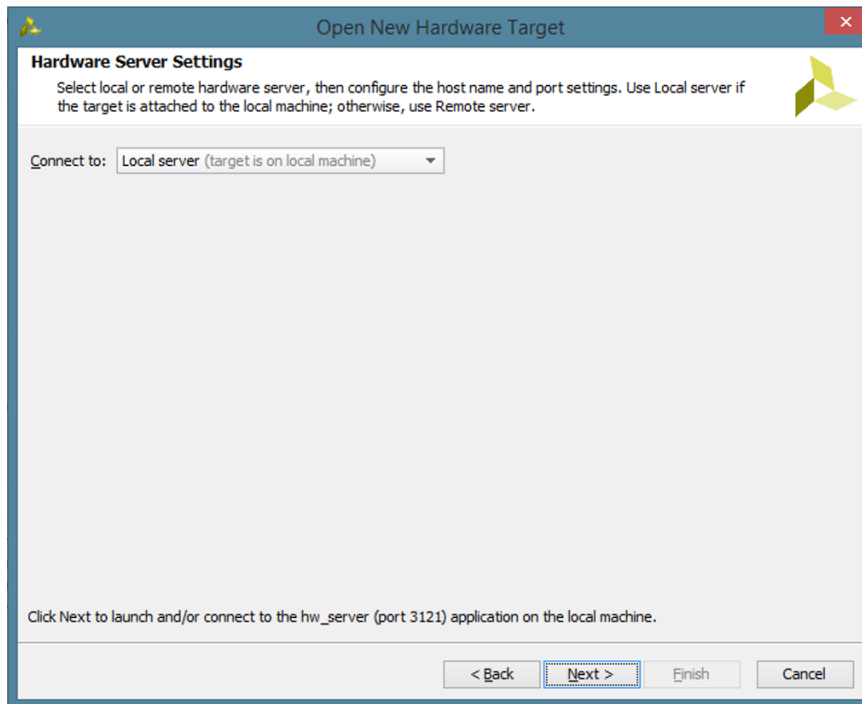 Open New Hardware Target
Hardware Server Settings
Select local or remote hardware server, then configure the host name and port settings. Use Local server if
the target is attached to the local machine; otherwise, use Remote server.
Connect to: Local server (target is on local machine)
Click Next to launch and/or connect to the hw_server (port 3121) application on the local machine.
< Back Next > Finish Cancel